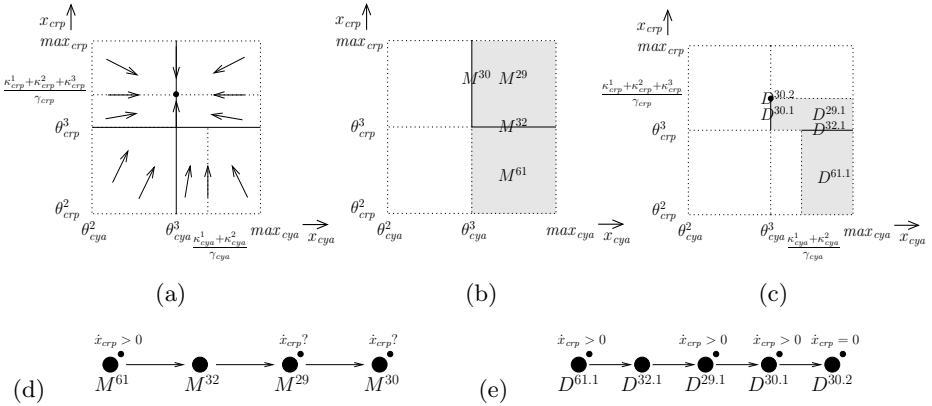 x_crp x_crp x_crp
max_crp max_crp max_crp
κ¹_crp+κ²_crp+κ³_crp / γ_crp M³⁰ M²⁹ κ¹_crp+κ²_crp+κ³_crp / γ_crp D³⁰·² D³⁰·¹ D²⁹·¹
θ³_crp θ³_crp M³² θ³_crp D³²·¹
M⁶¹ D⁶¹·¹
θ²_crp θ²_crp θ²_crp
θ²_cya θ³_cya κ¹_cya+κ²_cya / γ_cya max_cya x_cya θ²_cya θ³_cya max_cya x_cya θ²_cya θ³_cya κ¹_cya+κ²_cya / γ_cya max_cya x_cya
(a) (b) (c)
ẋ_crp > 0 ẋ_crp? ẋ_crp? ẋ_crp > 0 ẋ_crp > 0 ẋ_crp > 0 ẋ_crp = 0
(d) M⁶¹ M³² M²⁹ M³⁰ (e) D⁶¹·¹ D³²·¹ D²⁹·¹ D³⁰·¹ D³⁰·²